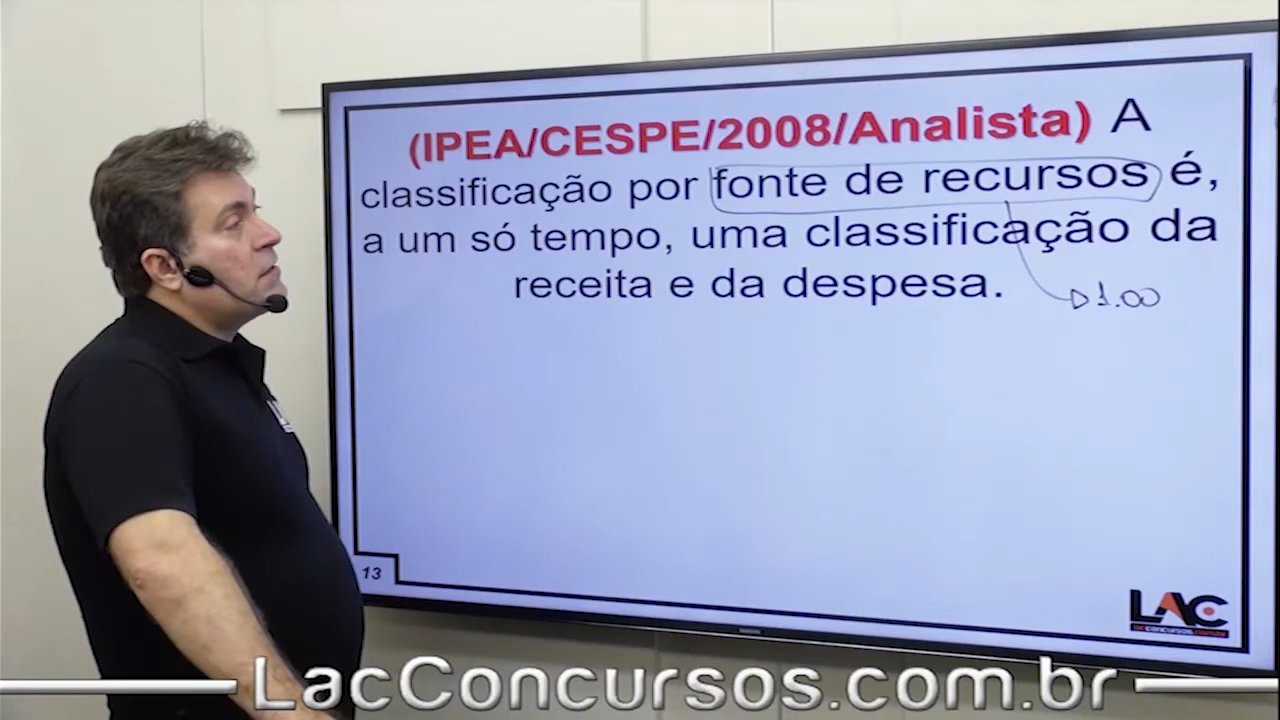 (IPEA/CESPE/2008/Analista) A
classificação por fonte de recursos é,
a um só tempo, uma classificação da
receita e da despesa.
1.00
13
LAC
LacConcursos.com.br